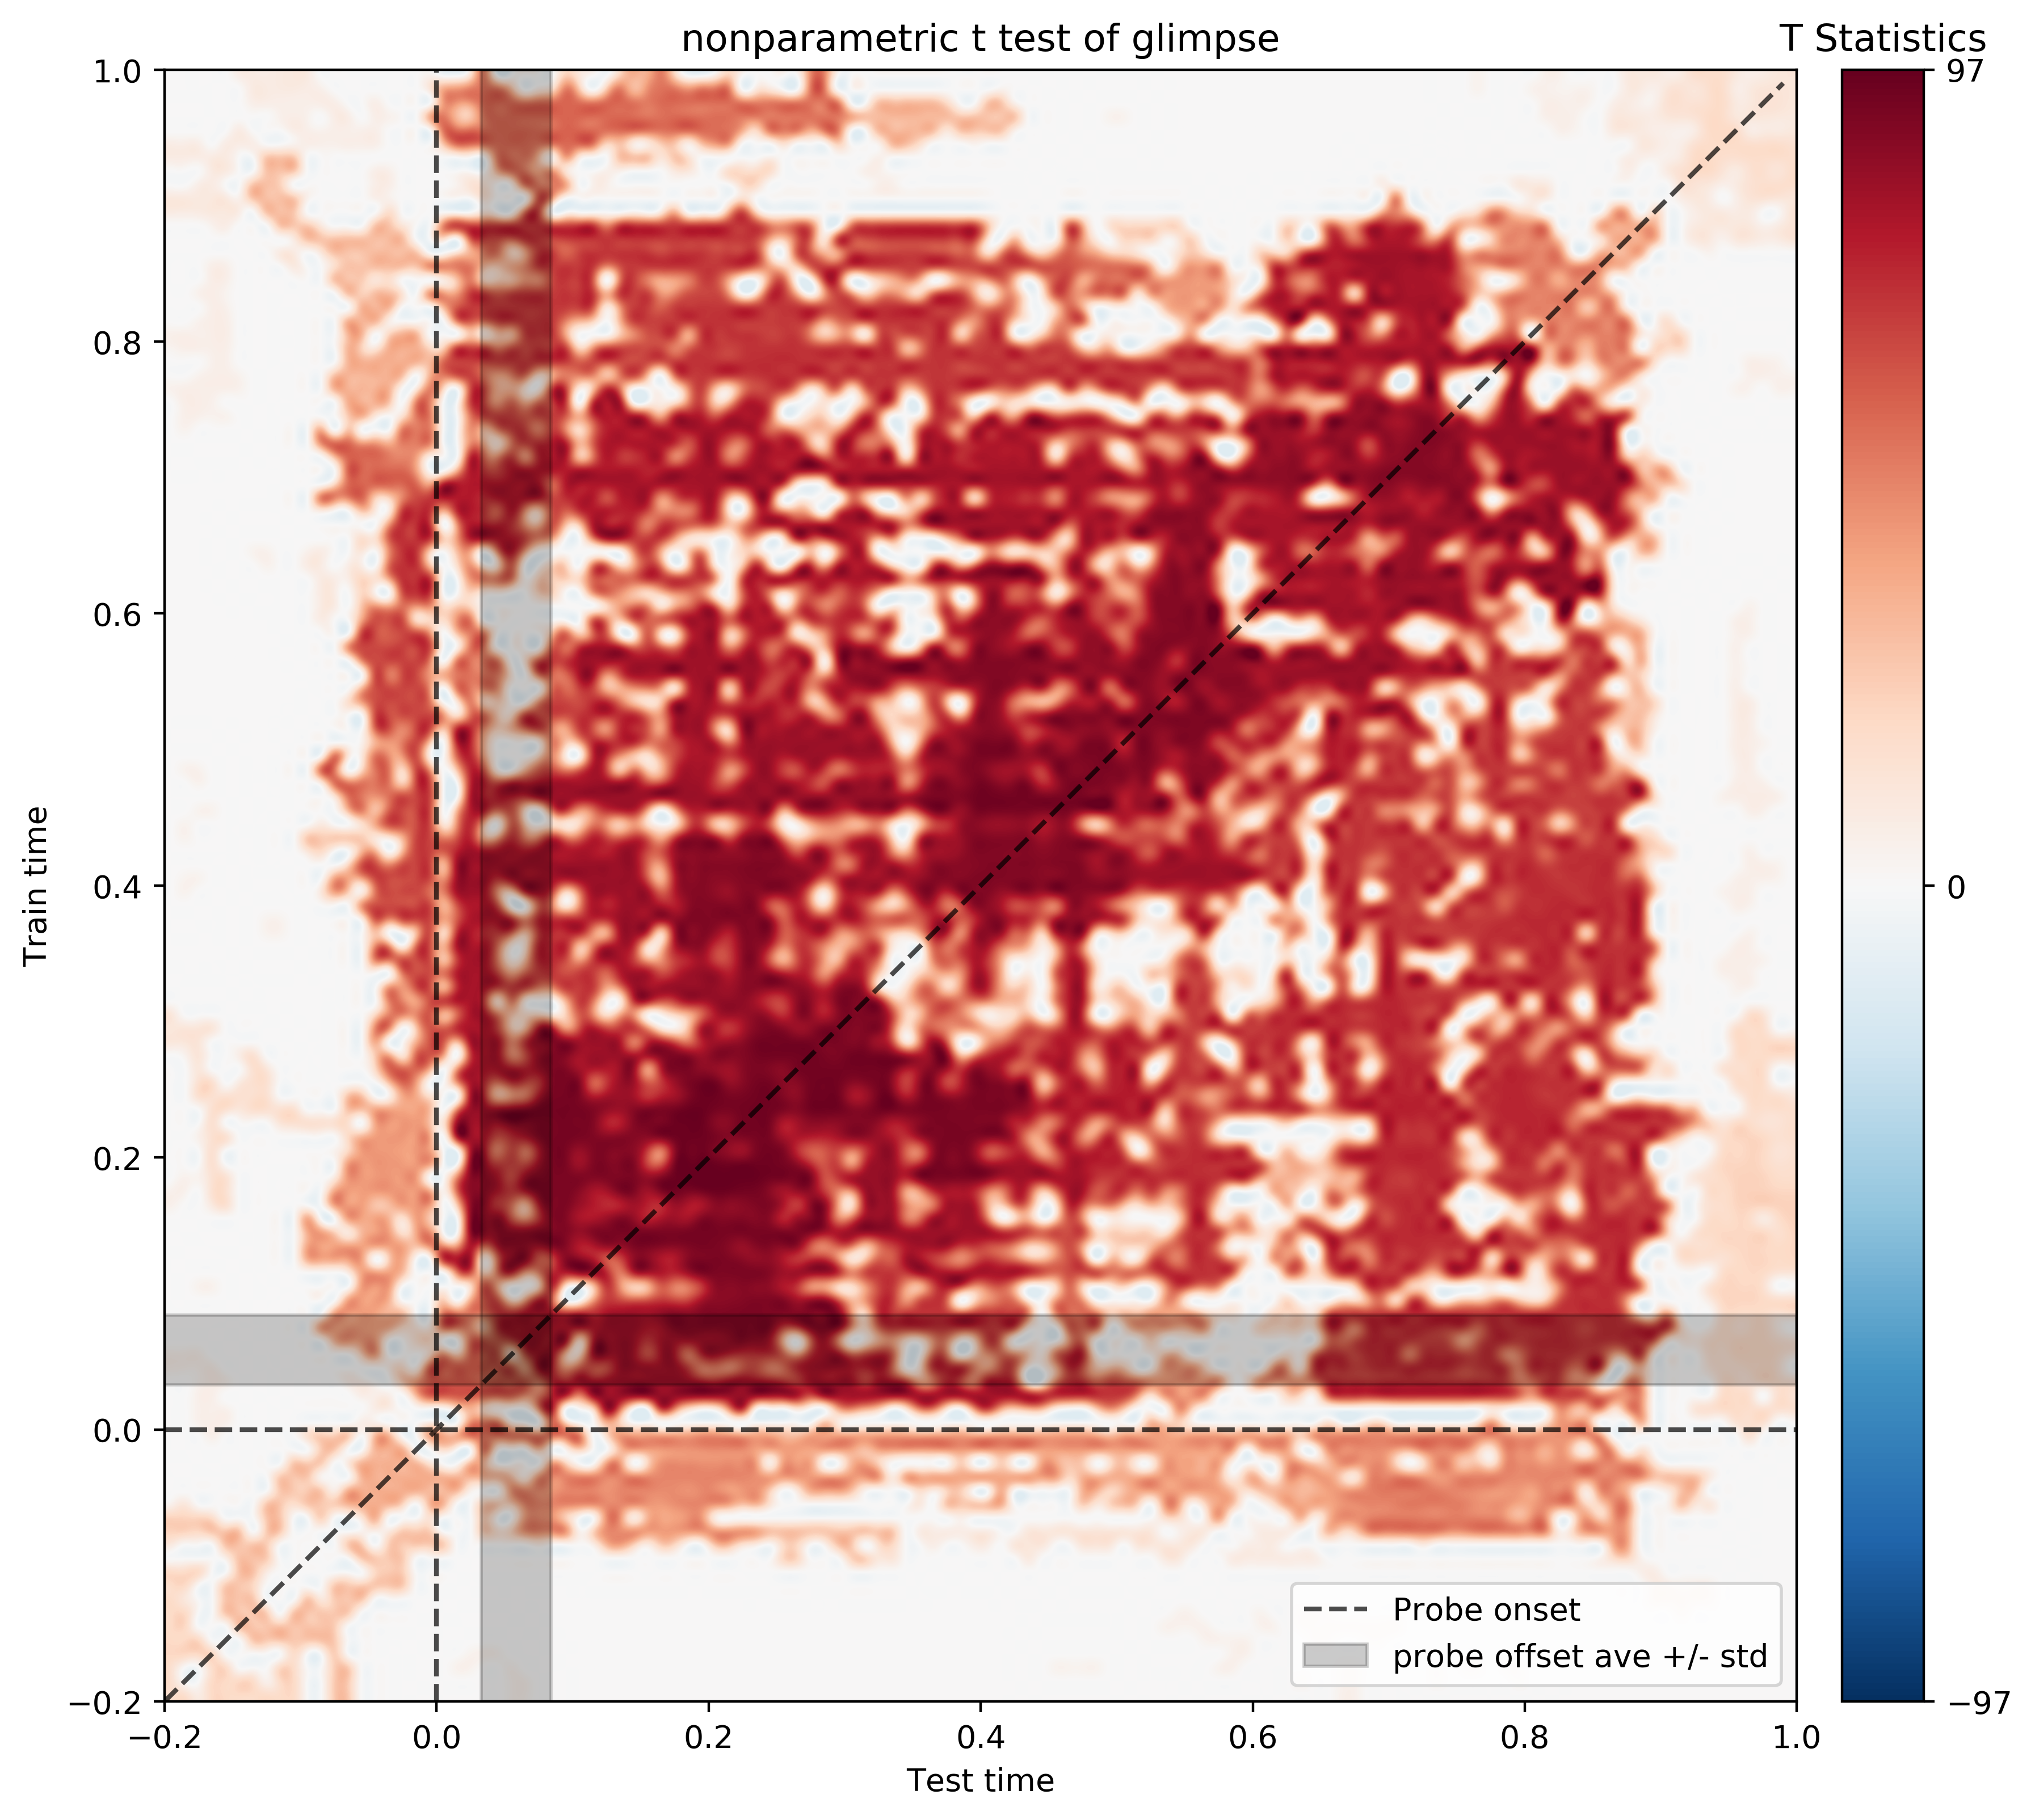 nonparametric t test of glimpse
T Statistics
97
0
−97
1.0
0.8
0.6
0.4
0.2
0.0
−0.2
Train time
−0.2 0.0 0.2 0.4 0.6 0.8 1.0
Test time
Probe onset
probe offset ave +/- std